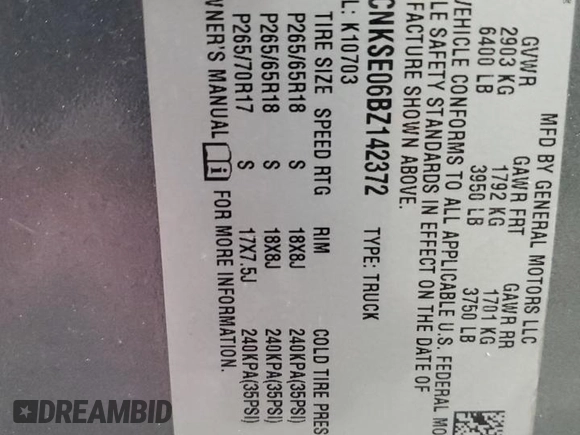 MFD BY GENERAL MOTORS LLC
GVWR GAWR FRT GAWR RR
2903 KG 1792 KG 1701 KG
6400 LB 3950 LB 3750 LB
VEHICLE CONFORMS TO ALL APPLICABLE U.S. FEDERAL MO
LE SAFETY STANDARDS IN EFFECT ON THE DATE OF
FACTURE SHOWN ABOVE.
CNKSE06BZ142372 TYPE: TRUCK
L: K10703
TIRE SIZE SPEED RTG RIM COLD TIRE PRES
P265/65R18 S 18X8J 240KPA(35PSI)
P265/65R18 S 18X8J 240KPA(35PSI)
P265/70R17 S 17X7.5J 240KPA(35PSI)
WNER'S MANUAL FOR MORE INFORMATION.
DREAMBID